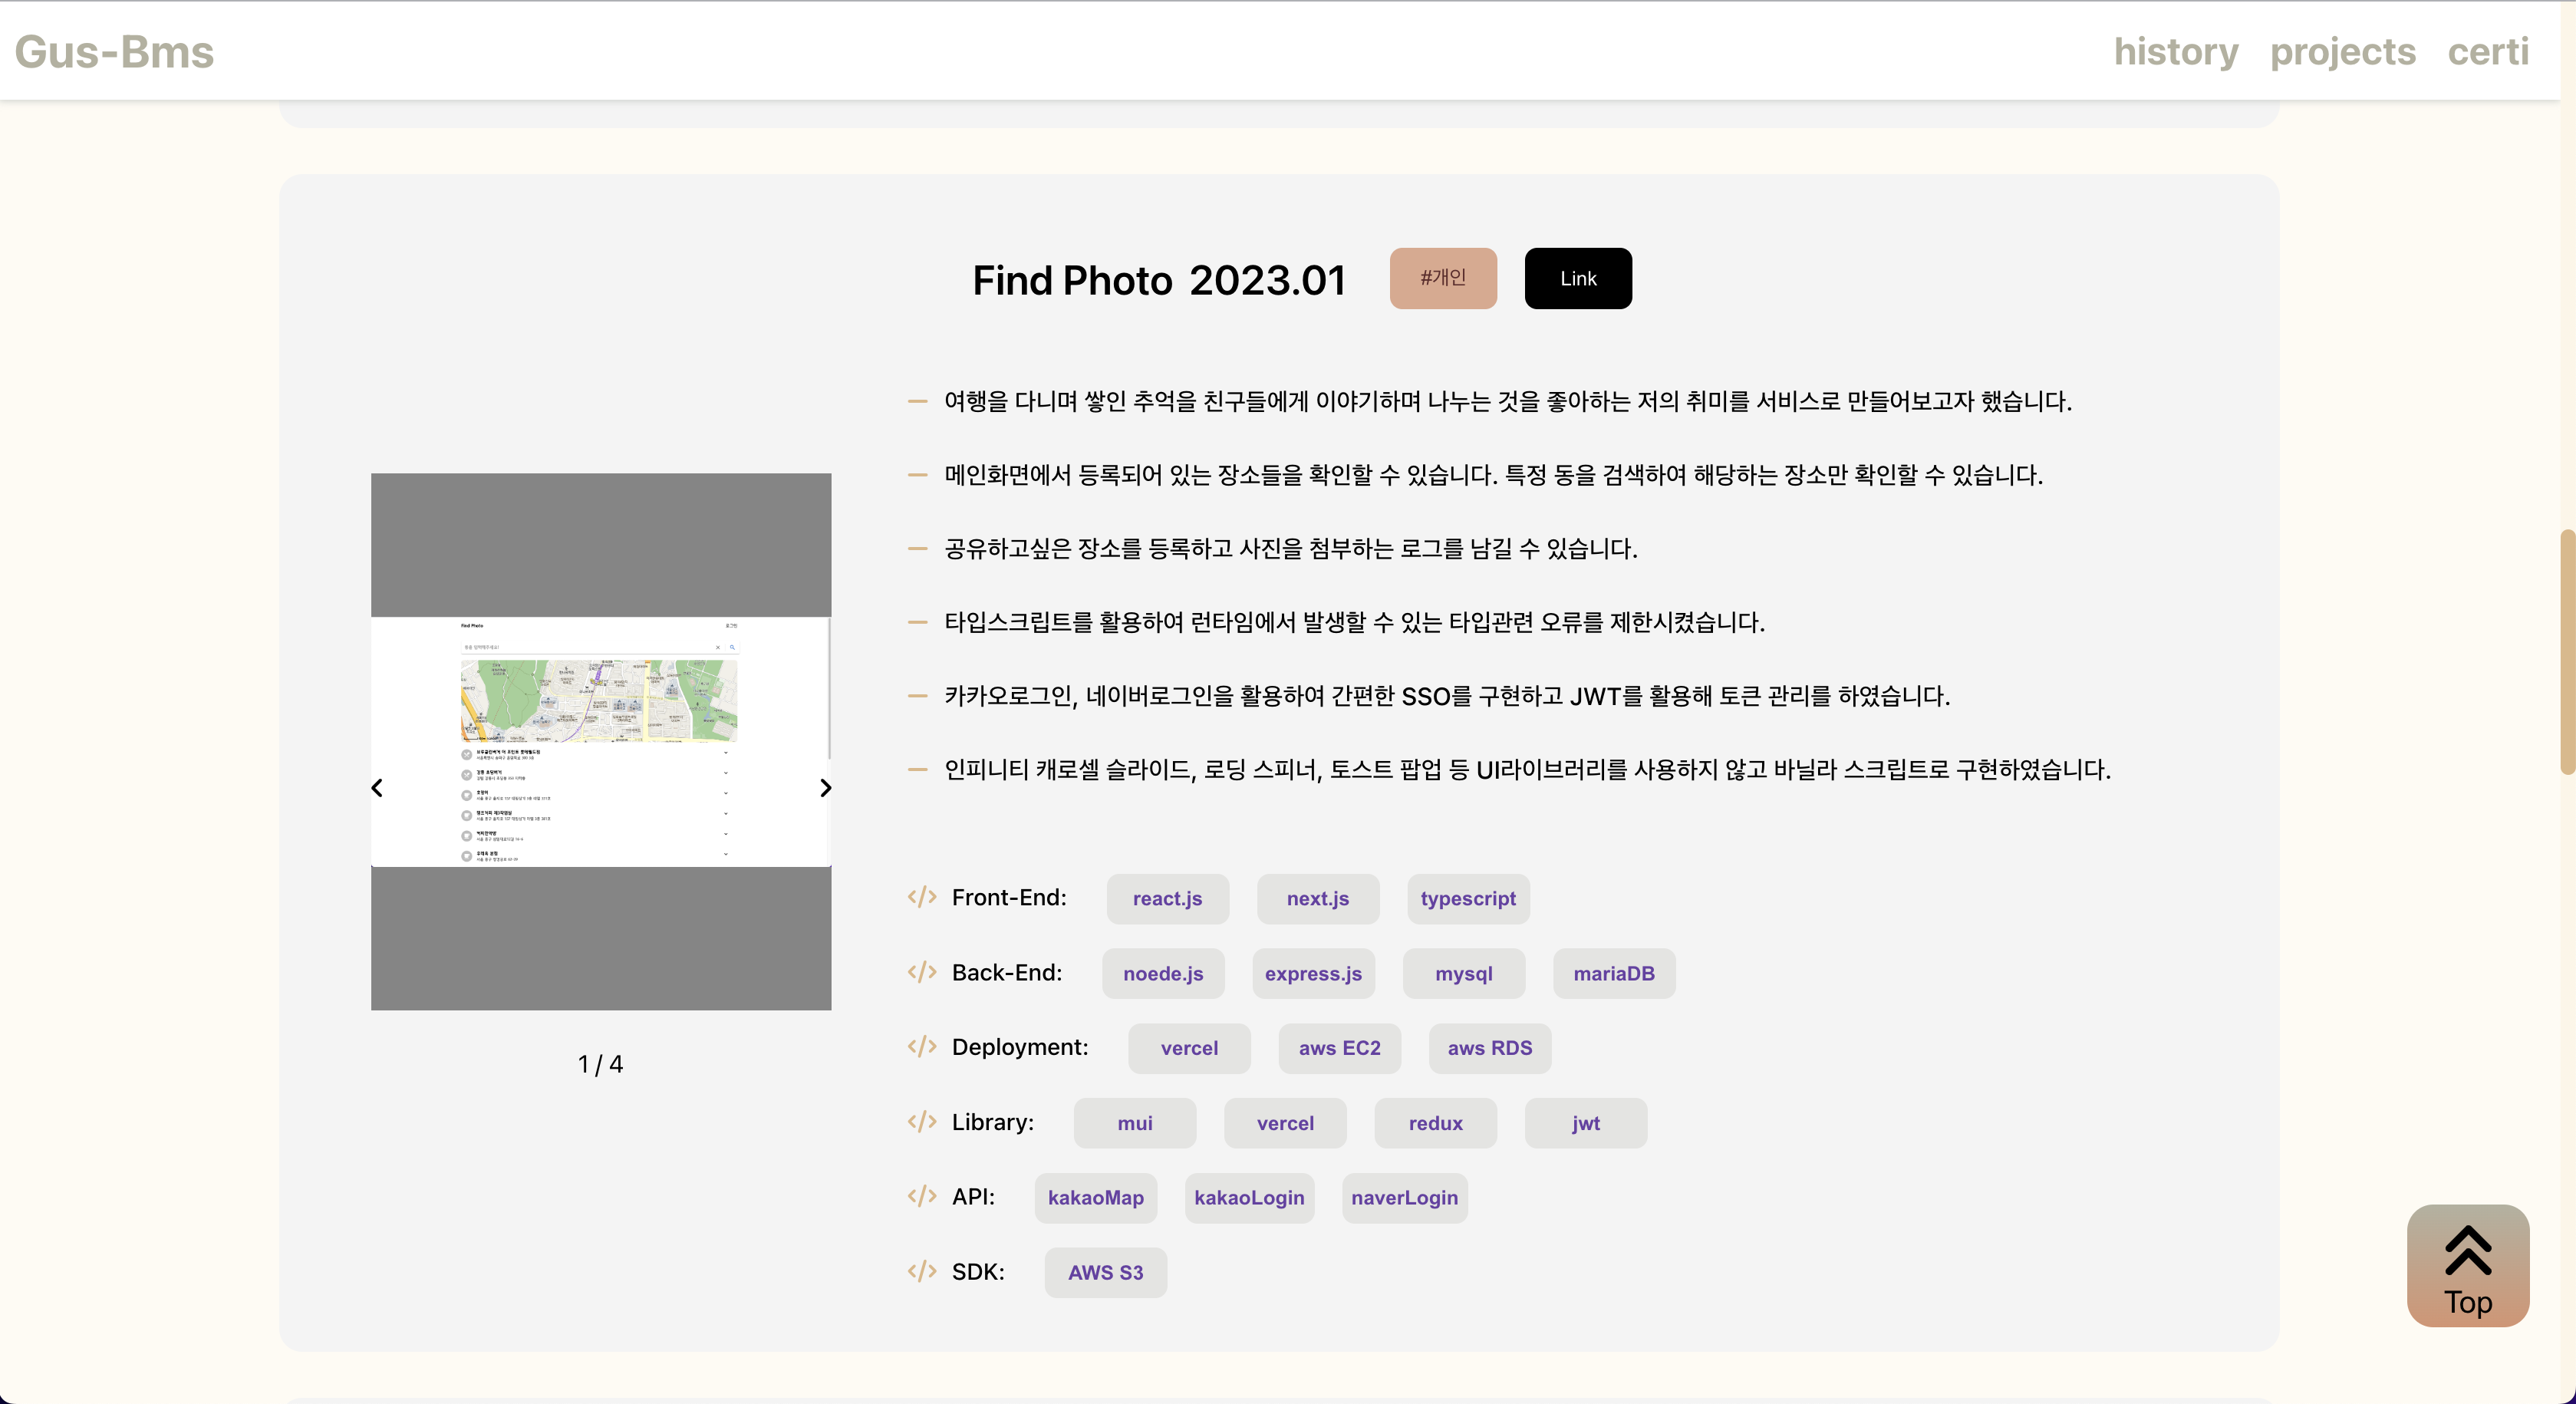 Gus-Bms
history projects certi
Find Photo 2023.01 #개인 Link
여행을 다니며 쌓인 추억을 친구들에게 이야기하며 나누는 것을 좋아하는 저의 취미를 서비스로 만들어보고자 했습니다.
메인화면에서 등록되어 있는 장소들을 확인할 수 있습니다. 특정 동을 검색하여 해당하는 장소만 확인할 수 있습니다.
공유하고싶은 장소를 등록하고 사진을 첨부하는 로그를 남길 수 있습니다.
타입스크립트를 활용하여 런타임에서 발생할 수 있는 타입관련 오류를 제한시켰습니다.
카카오로그인, 네이버로그인을 활용하여 간편한 SSO를 구현하고 JWT를 활용해 토큰 관리를 하였습니다.
인피니티 캐로셀 슬라이드, 로딩 스피너, 토스트 팝업 등 UI라이브러리를 사용하지 않고 바닐라 스크립트로 구현하였습니다.
Find Photo 로그인
1 / 4
</> Front-End: react.js next.js typescript
</> Back-End: noede.js express.js mysql mariaDB
</> Deployment: vercel aws EC2 aws RDS
</> Library: mui vercel redux jwt
</> API: kakaoMap kakaoLogin naverLogin
</> SDK: AWS S3
Top